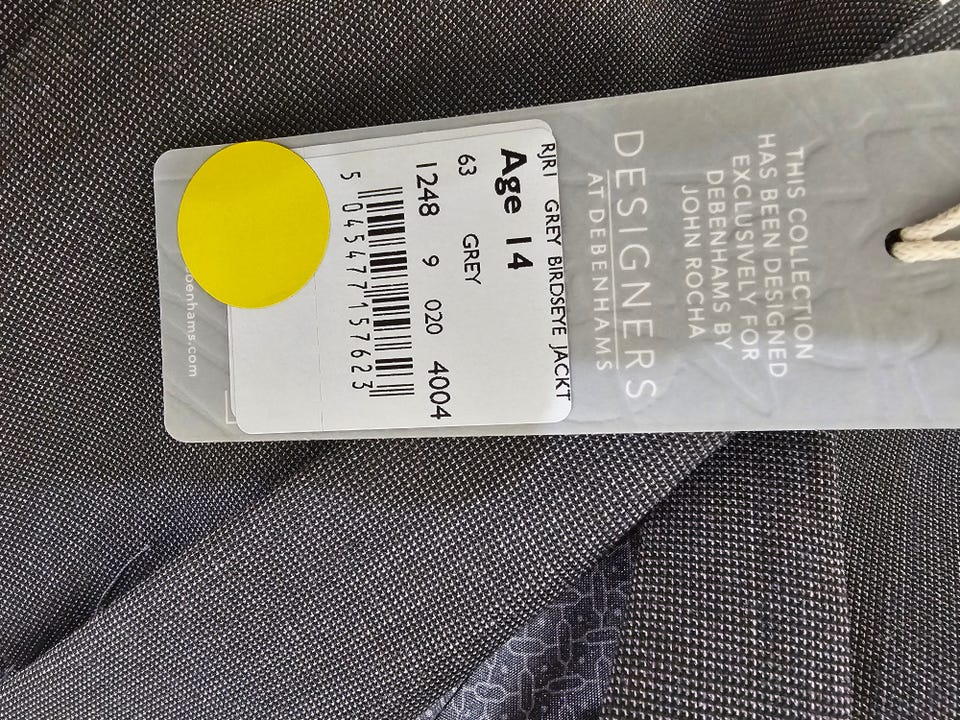 THIS COLLECTION
HAS BEEN DESIGNED
EXCLUSIVELY FOR
DEBENHAMS BY
JOHN ROCHA
DESIGNERS
AT DEBENHAMS
RJR1 GREY BIRDSEYE JACKT
Age 14
63 GREY
1248 9 020 4004
5 045477 157623
benhams.com